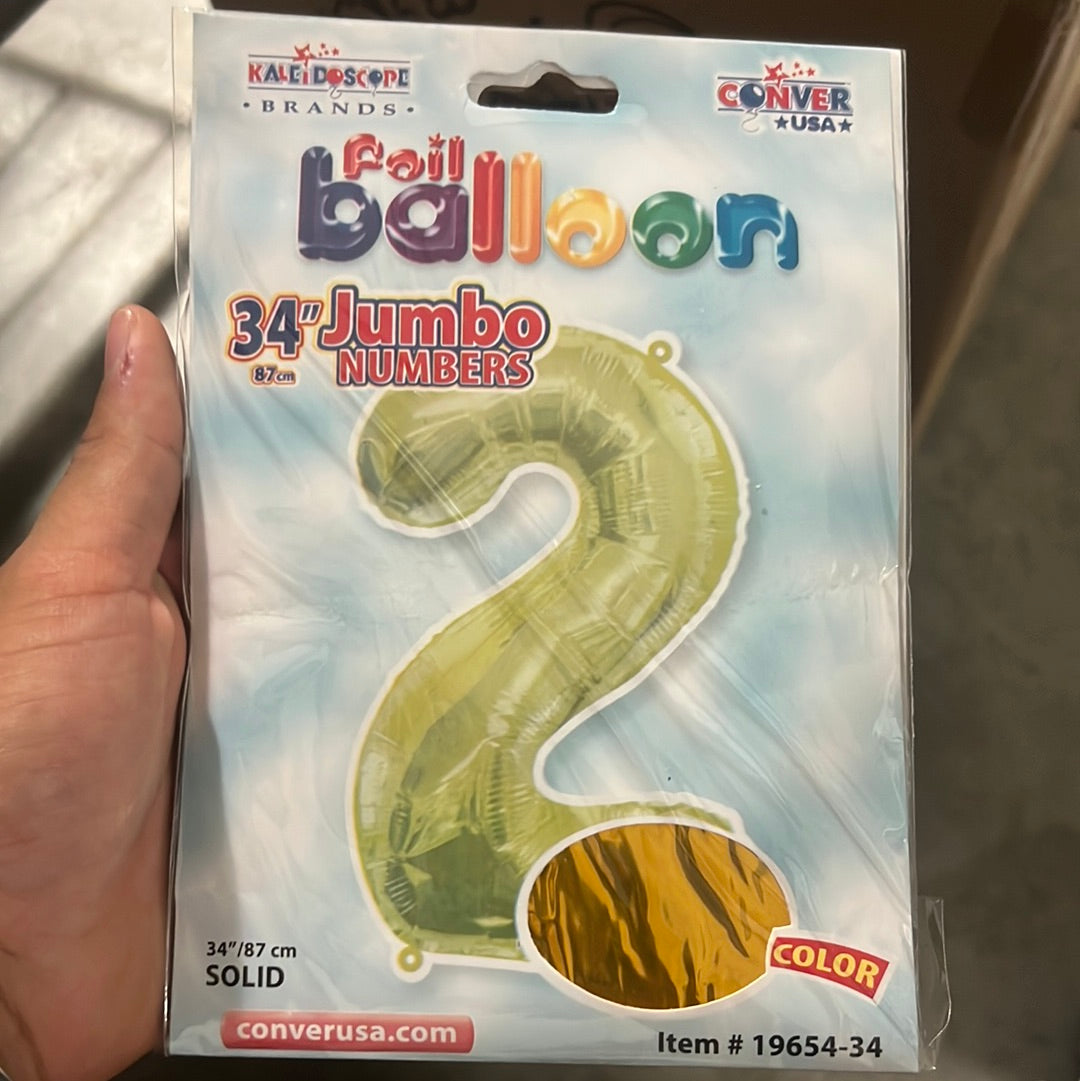 KALEIDOSCOPE
• BRANDS •
CONVER
★USA★
Foil
balloon
34" Jumbo
87cm NUMBERS
2
34"/87 cm
SOLID
COLOR
converusa.com
Item # 19654-34